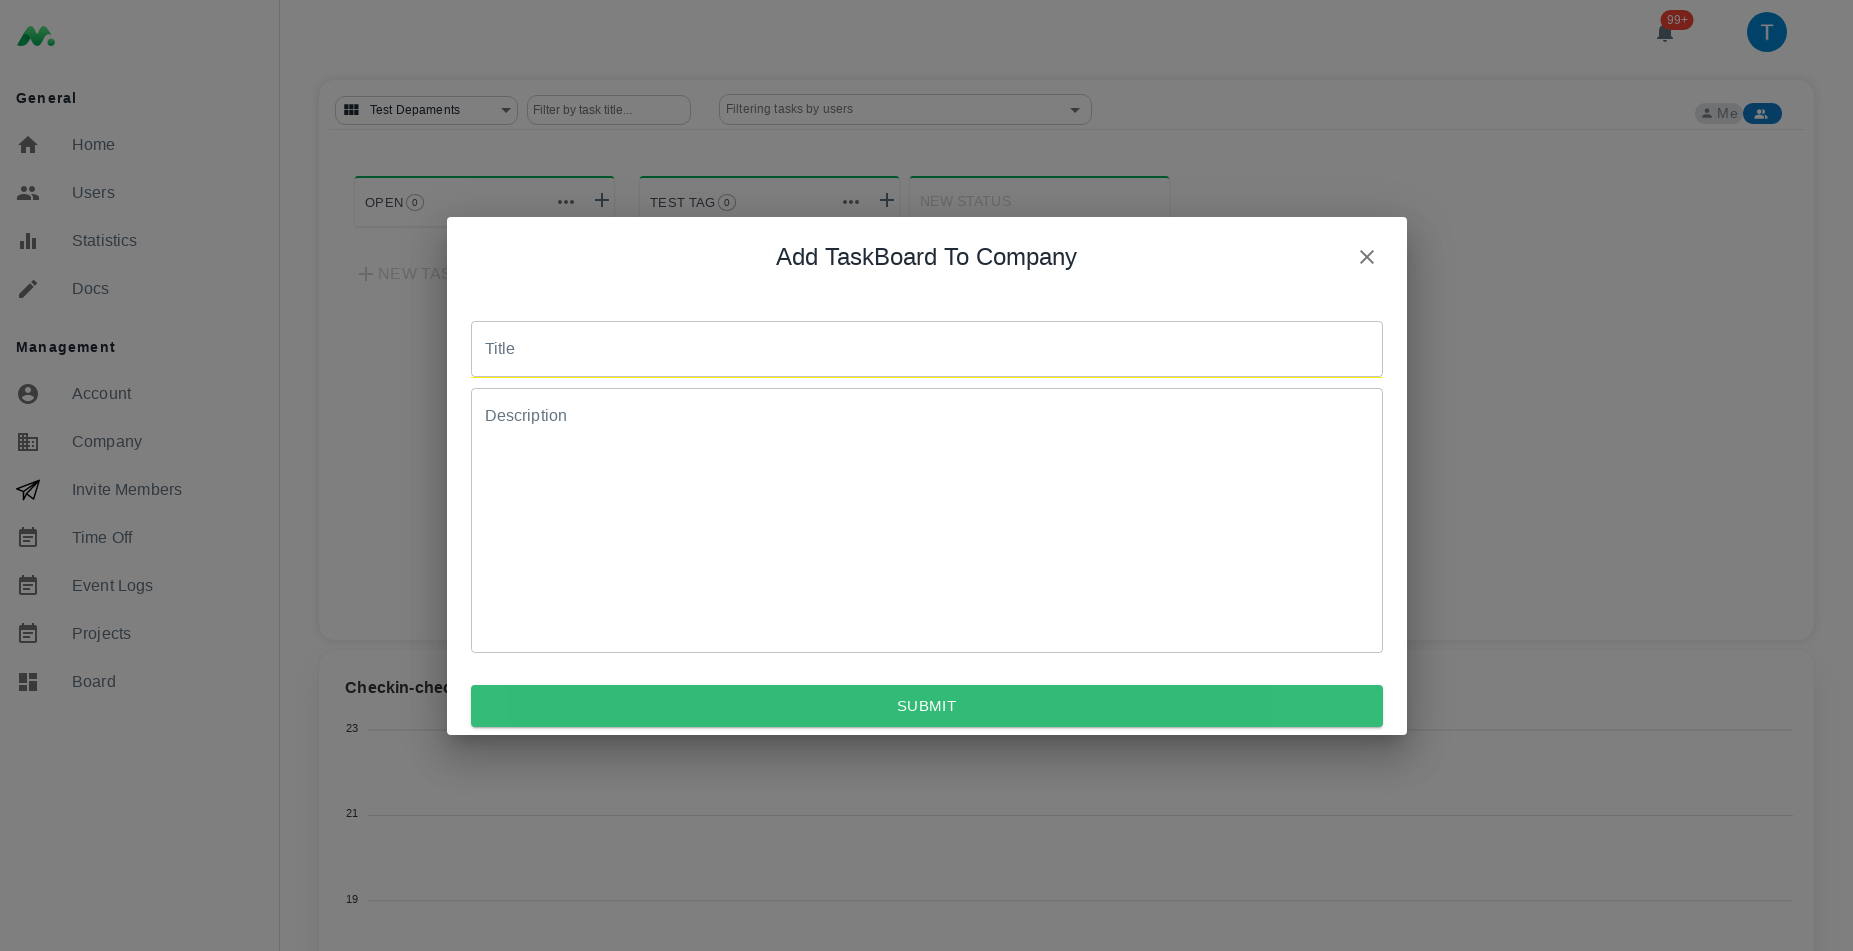 General
Home
Users
Statistics
Docs
Management
Account
Company
Invite Members
Time Off
Event Logs
Projects
Board
99+
T
Test Depaments
Filter by task title...
Filtering tasks by users
Me
OPEN 0
TEST TAG 0
NEW STATUS
NEW TAS
Add TaskBoard To Company
Title
Description
SUBMIT
Checkin-chec
23
21
19